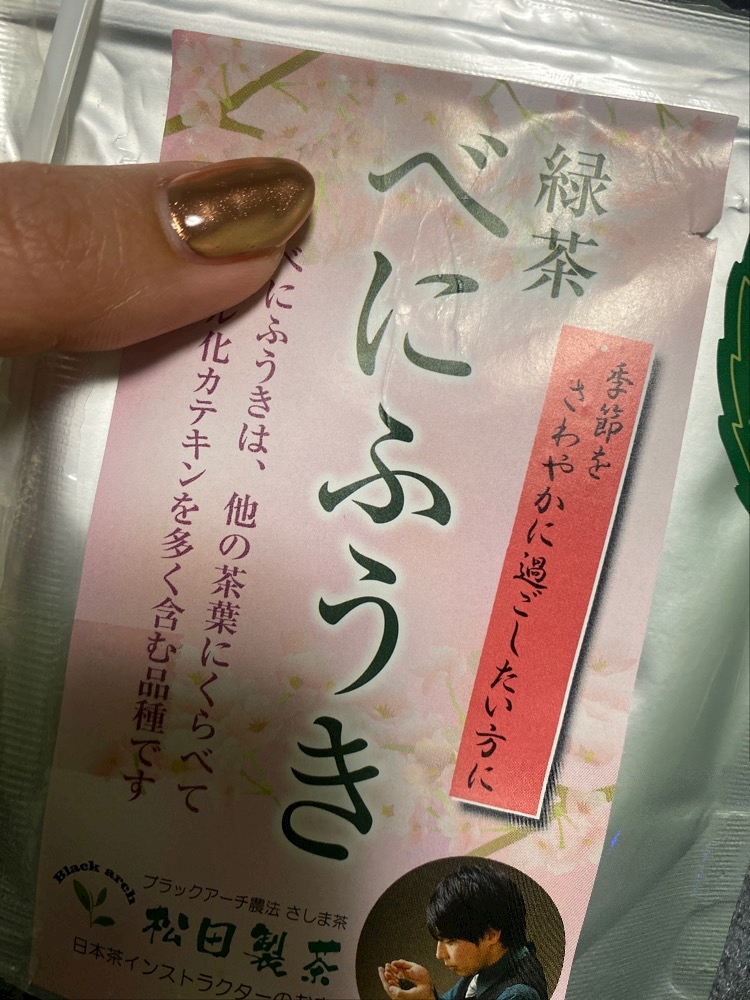 緑茶
べにふうき
季節を
さわやかに過ごしたい方に
べにふうきは、他の茶葉にくらべて
化カテキンを多く含む品種です
Black arch
ブラックアーチ農法 さしま茶
松田製茶
日本茶インストラクターのお